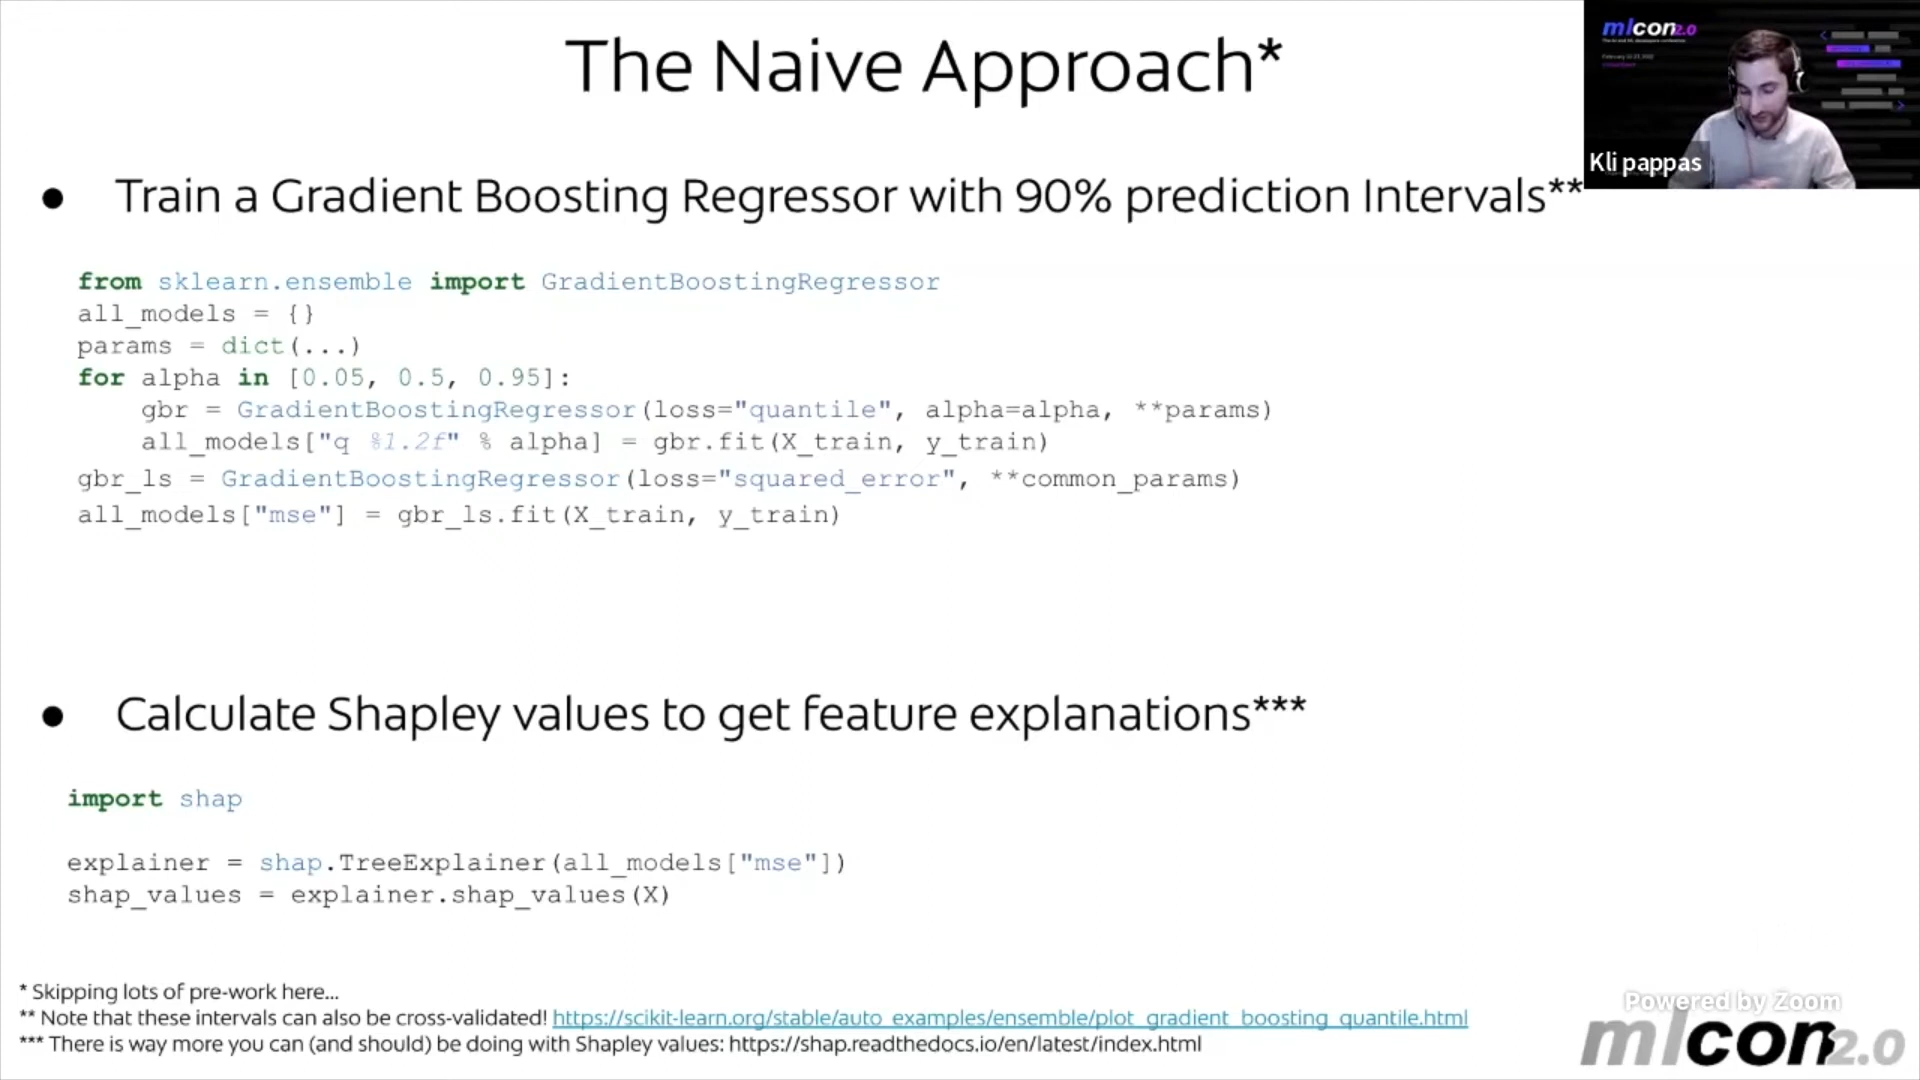 The Naive Approach*
mlcon2.0
Kli pappas
● Train a Gradient Boosting Regressor with 90% prediction Intervals**
from sklearn.ensemble import GradientBoostingRegressor
all_models = {}
params = dict(...)
for alpha in [0.05, 0.5, 0.95]:
    gbr = GradientBoostingRegressor(loss="quantile", alpha=alpha, **params)
    all_models["q %1.2f" % alpha] = gbr.fit(X_train, y_train)
gbr_ls = GradientBoostingRegressor(loss="squared_error", **common_params)
all_models["mse"] = gbr_ls.fit(X_train, y_train)
● Calculate Shapley values to get feature explanations***
import shap
explainer = shap.TreeExplainer(all_models["mse"])
shap_values = explainer.shap_values(X)
* Skipping lots of pre-work here...
** Note that these intervals can also be cross-validated! https://scikit-learn.org/stable/auto_examples/ensemble/plot_gradient_boosting_quantile.html
*** There is way more you can (and should) be doing with Shapley values: https://shap.readthedocs.io/en/latest/index.html
Powered by Zoom
mlcon2.0